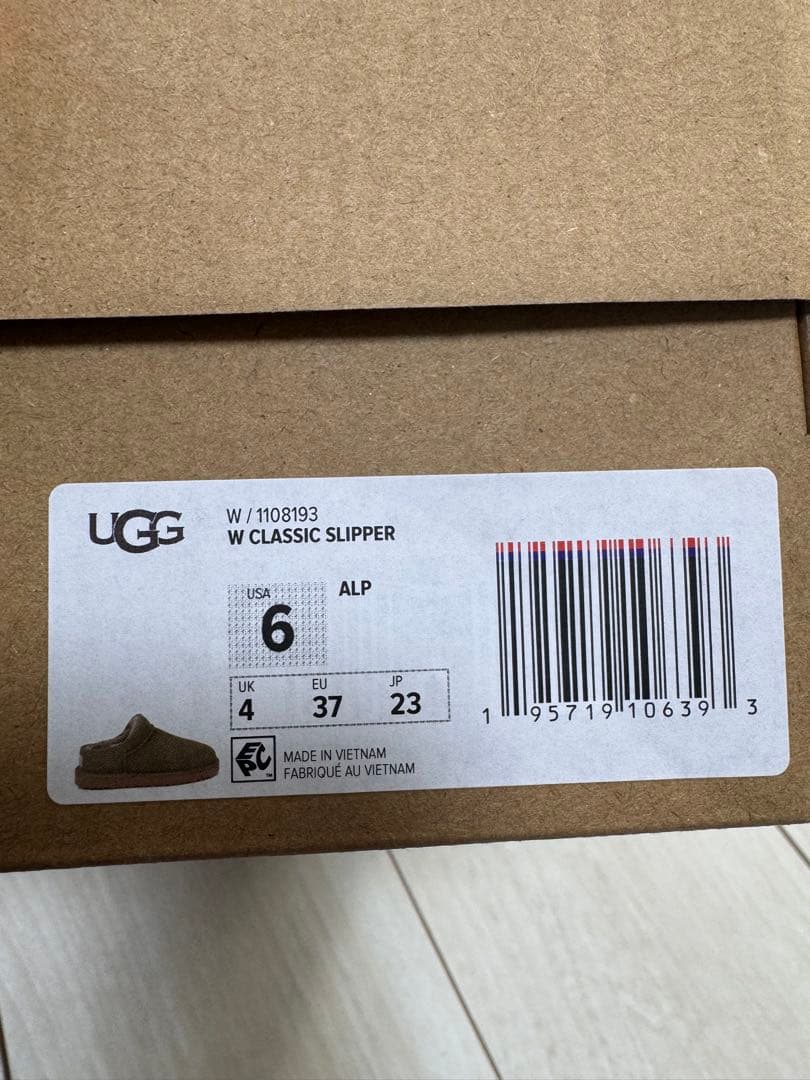 UGG
W / 1108193
W CLASSIC SLIPPER
USA
6
ALP
UK EU JP
4 37 23
EPC™
MADE IN VIETNAM
FABRIQUÉ AU VIETNAM
1 95719 10639 3